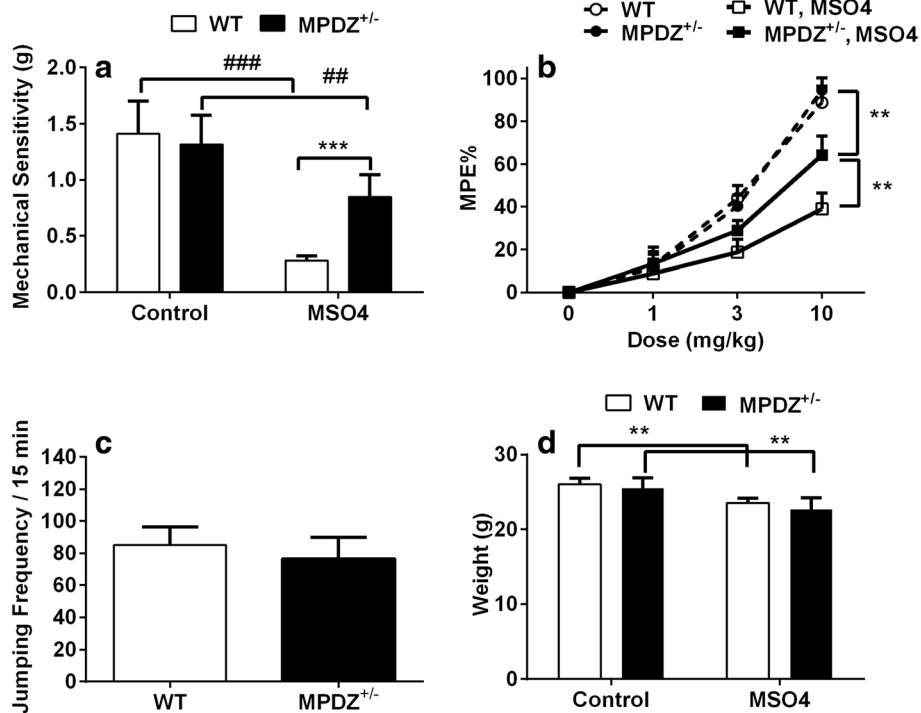 WT MPDZ+/-
a
Mechanical Sensitivity (g)
2.0
1.5
1.0
0.5
0.0
###
##
***
Control MSO4
WT WT, MSO4
MPDZ+/- MPDZ+/-, MSO4
b
MPE%
100
80
60
40
20
0
**
**
0 1 3 10
Dose (mg/kg)
c
Jumping Frequency / 15 min
140
120
100
80
60
40
20
0
WT MPDZ+/-
WT MPDZ+/-
d
Weight (g)
30
20
10
0
** **
Control MSO4